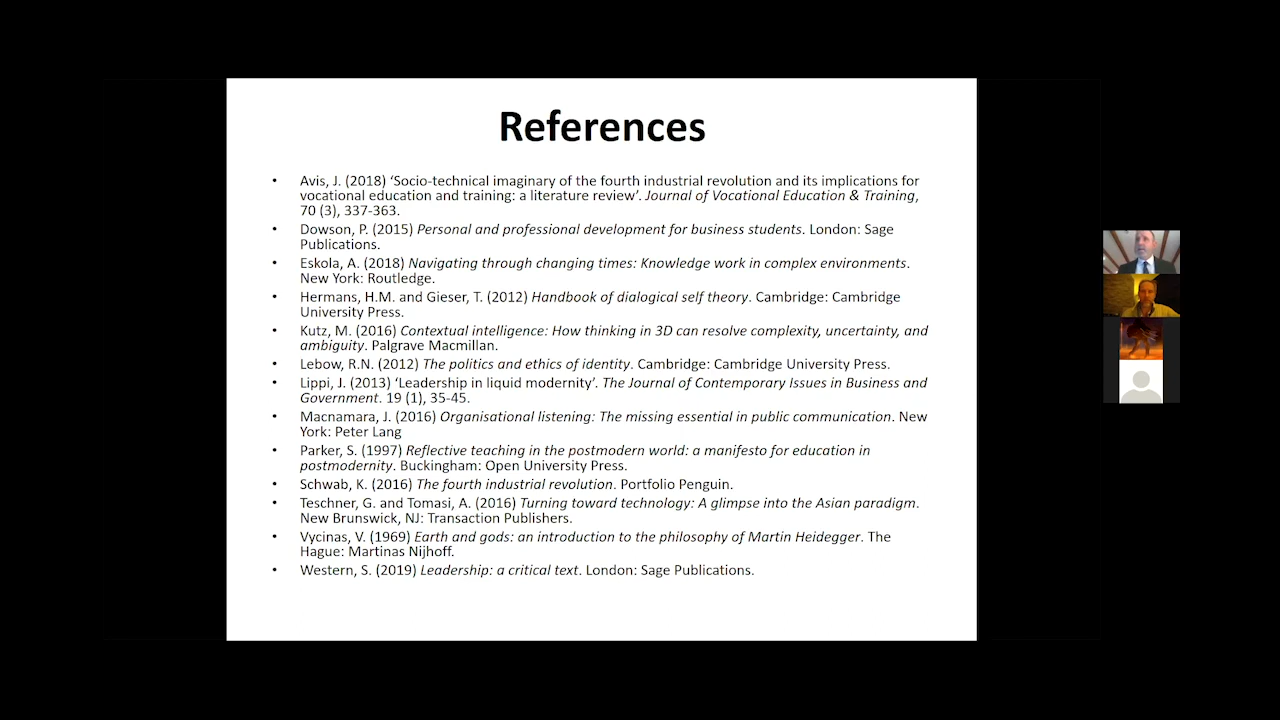 References
• Avis, J. (2018) ‘Socio-technical imaginary of the fourth industrial revolution and its implications for
vocational education and training: a literature review’. Journal of Vocational Education & Training,
70 (3), 337-363.
• Dowson, P. (2015) Personal and professional development for business students. London: Sage
Publications.
• Eskola, A. (2018) Navigating through changing times: Knowledge work in complex environments.
New York: Routledge.
• Hermans, H.M. and Gieser, T. (2012) Handbook of dialogical self theory. Cambridge: Cambridge
University Press.
• Kutz, M. (2016) Contextual intelligence: How thinking in 3D can resolve complexity, uncertainty, and
ambiguity. Palgrave Macmillan.
• Lebow, R.N. (2012) The politics and ethics of identity. Cambridge: Cambridge University Press.
• Lippi, J. (2013) ‘Leadership in liquid modernity’. The Journal of Contemporary Issues in Business and
Government. 19 (1), 35-45.
• Macnamara, J. (2016) Organisational listening: The missing essential in public communication. New
York: Peter Lang
• Parker, S. (1997) Reflective teaching in the postmodern world: a manifesto for education in
postmodernity. Buckingham: Open University Press.
• Schwab, K. (2016) The fourth industrial revolution. Portfolio Penguin.
• Teschner, G. and Tomasi, A. (2016) Turning toward technology: A glimpse into the Asian paradigm.
New Brunswick, NJ: Transaction Publishers.
• Vycinas, V. (1969) Earth and gods: an introduction to the philosophy of Martin Heidegger. The
Hague: Martinas Nijhoff.
• Western, S. (2019) Leadership: a critical text. London: Sage Publications.